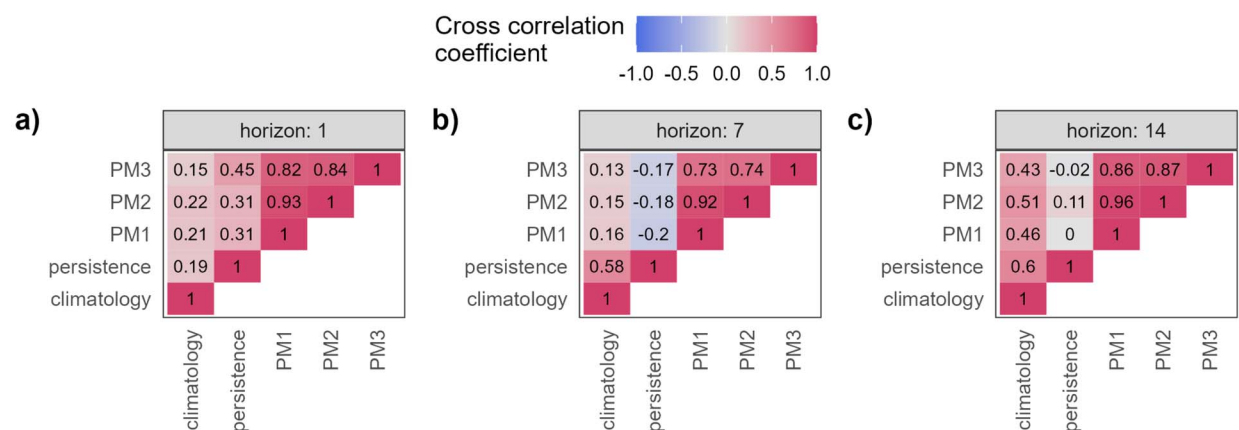 Cross correlation
coefficient
-1.0 -0.5 0.0 0.5 1.0
a)
horizon: 1
PM3 0.15 0.45 0.82 0.84 1
PM2 0.22 0.31 0.93 1
PM1 0.21 0.31 1
persistence 0.19 1
climatology 1
climatology
persistence
PM1
PM2
PM3
b)
horizon: 7
PM3 0.13 -0.17 0.73 0.74 1
PM2 0.15 -0.18 0.92 1
PM1 0.16 -0.2 1
persistence 0.58 1
climatology 1
climatology
persistence
PM1
PM2
PM3
c)
horizon: 14
PM3 0.43 -0.02 0.86 0.87 1
PM2 0.51 0.11 0.96 1
PM1 0.46 0 1
persistence 0.6 1
climatology 1
climatology
persistence
PM1
PM2
PM3